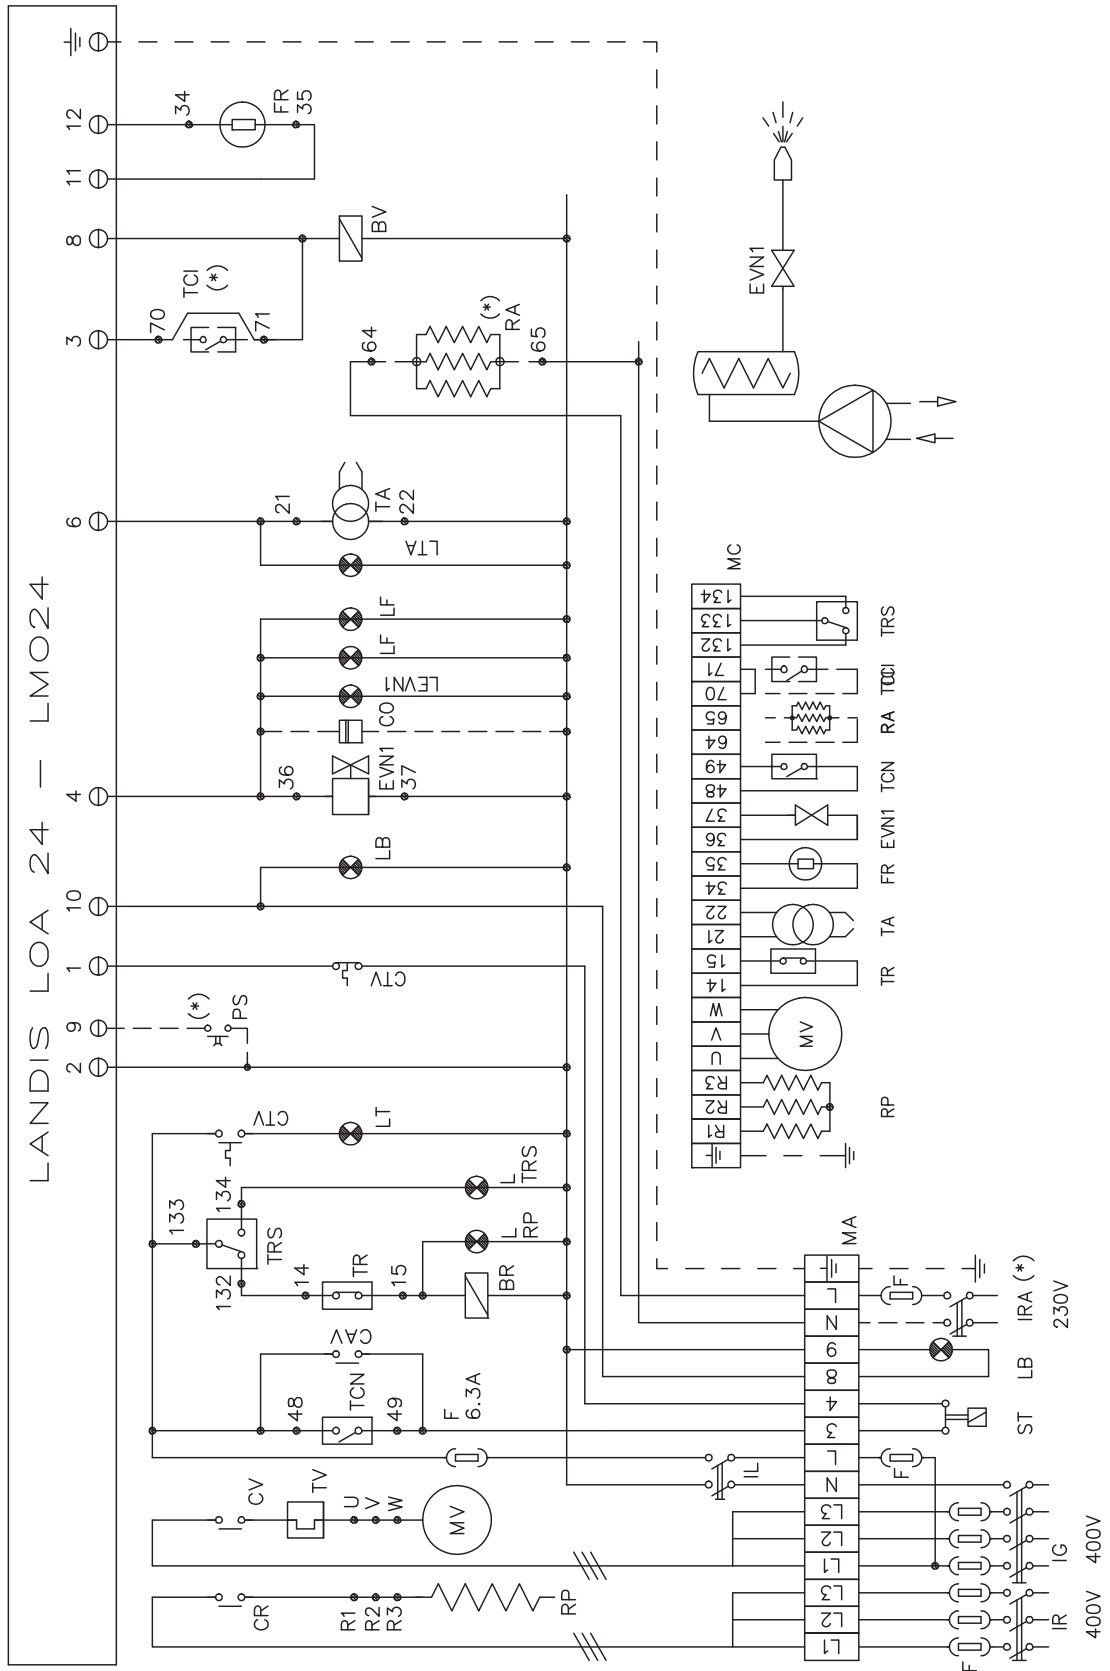 LANDIS LOA 24 - LMO24
12
11
8
3
6
4
10
1
9
2
34
FR
35
BV
TCI
(*)
70
71
64
(*)
RA
65
EVN1
21
TA
22
LTA
LF
LF
LEVN1
CO
36
EVN1
37
LB
CTV
(*)
PS
CTV
LT
133
134
TRS
132
L
TRS
L
RP
14
TR
15
BR
CAV
48
TCN
49
F
6.3A
CV
TV
U
V
W
MV
CR
R1
R2
R3
RP
IL
MC
134
133
132
71
70
65
64
49
48
37
36
35
34
22
21
15
14
W
V
U
R3
R2
R1
TRS
RA
TCN
EVN1
FR
TA
TR
MV
RP
MA
L
N
9
8
4
3
L
N
L3
L2
L1
L3
L2
L1
F
IRA (*)
230V
LB
ST
F
IG
400V
IR
400V
F